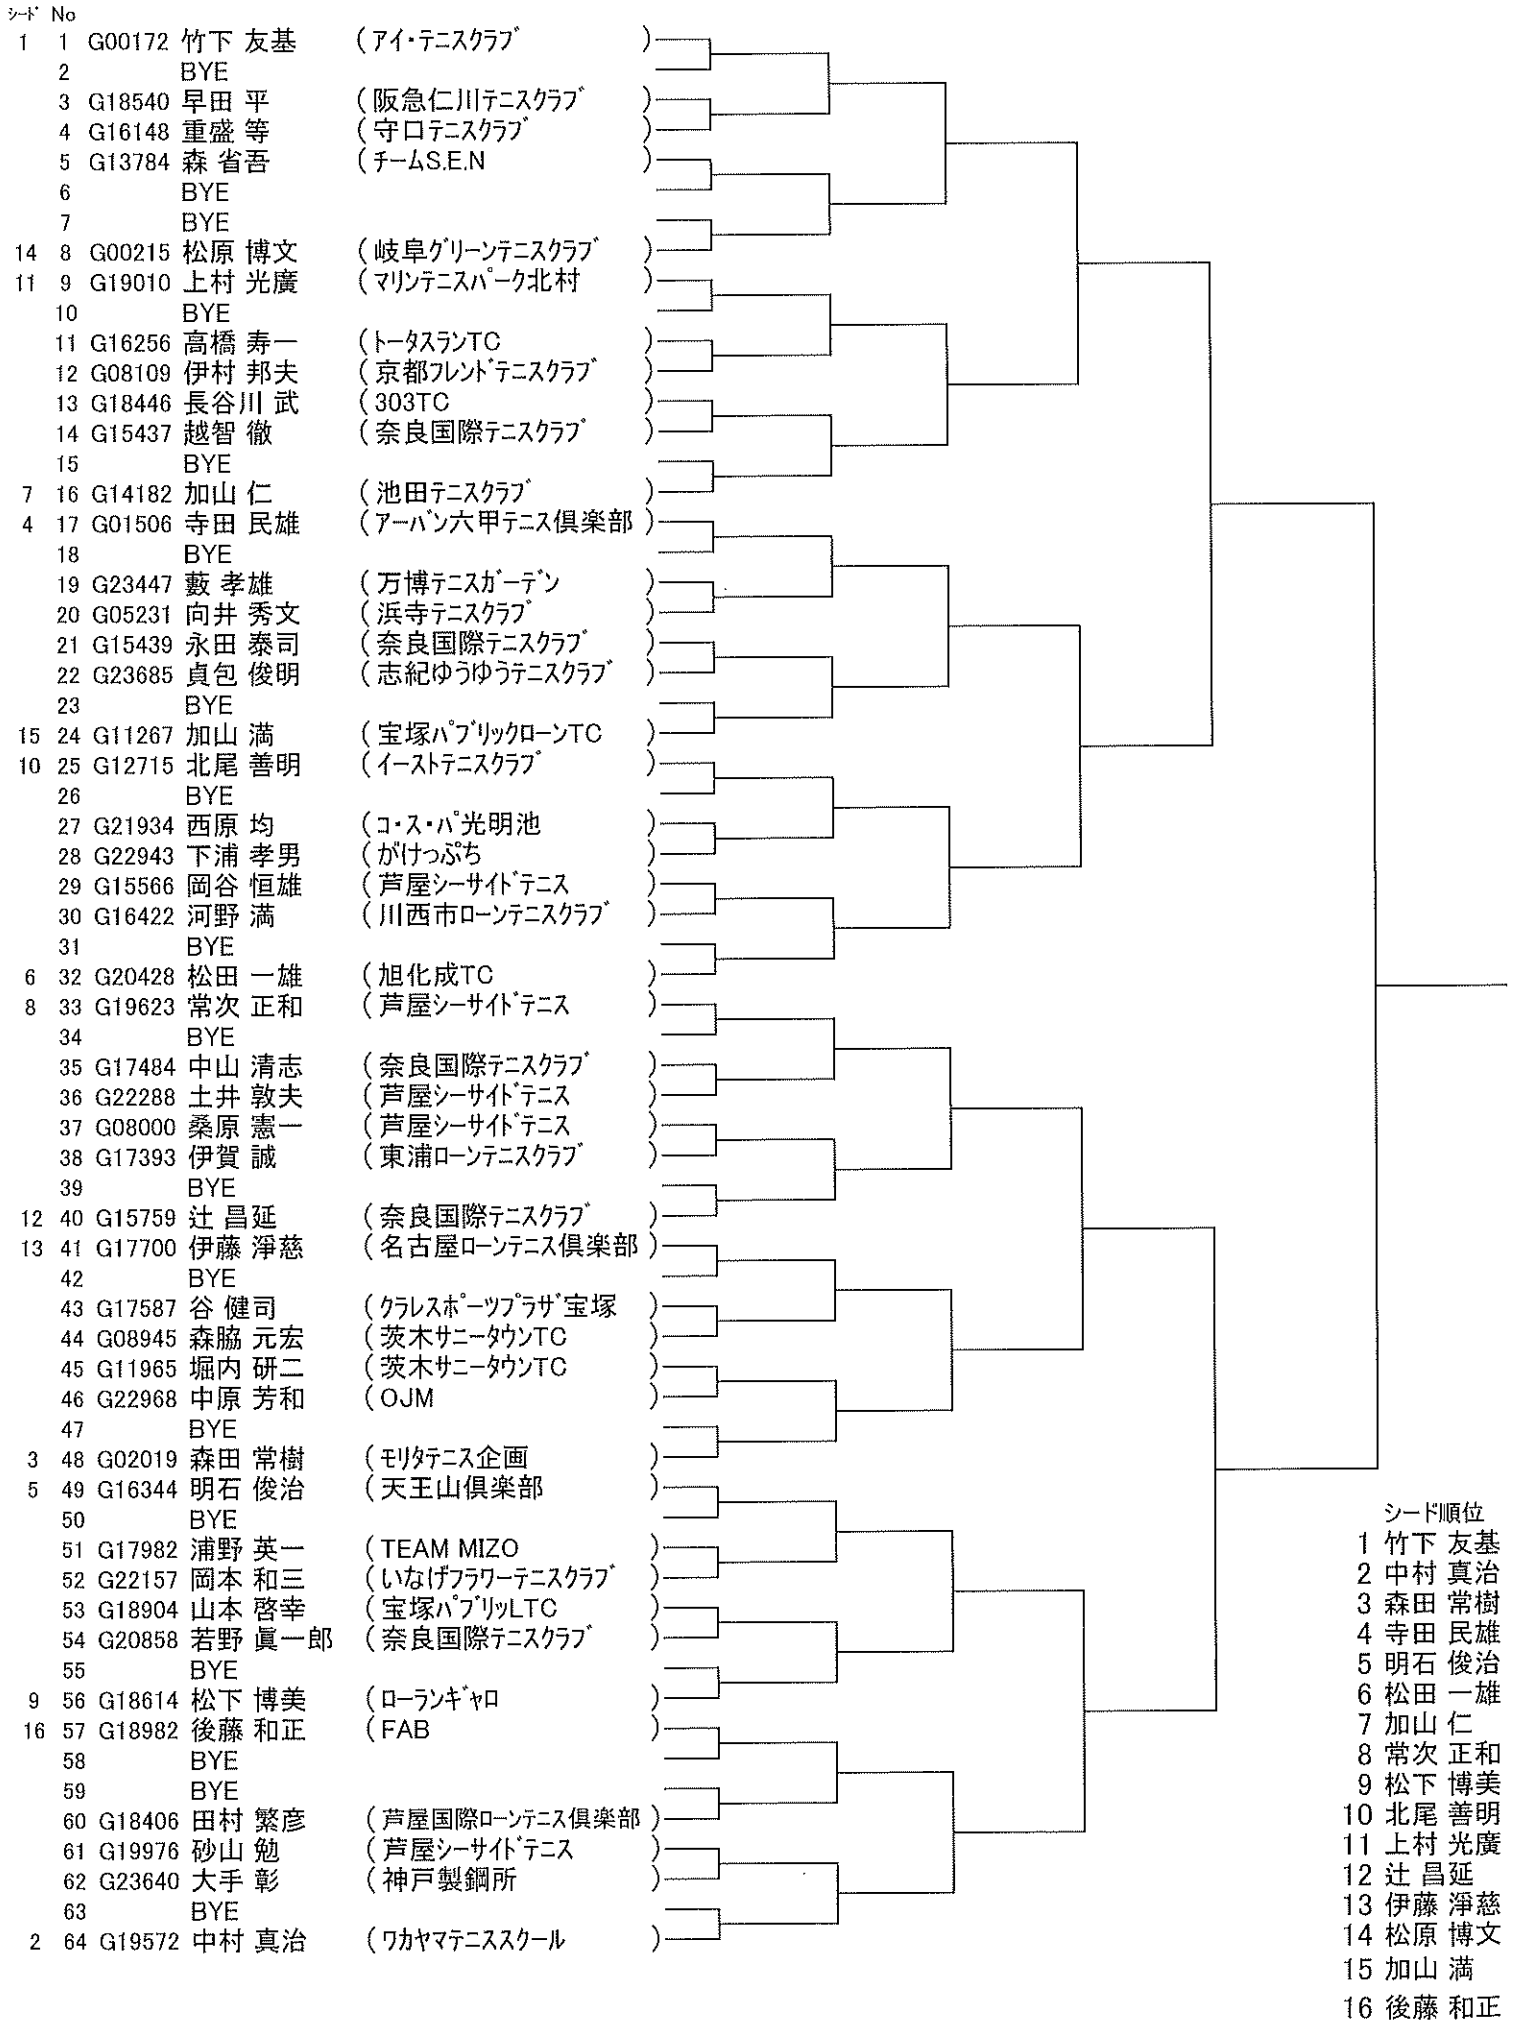 シード No
1 1 G00172 竹下 友基 (アイ・テニスクラブ )
2 BYE
3 G18540 早田 平 (阪急仁川テニスクラブ )
4 G16148 重盛 等 (守口テニスクラブ )
5 G13784 森 省吾 (チームS.E.N )
6 BYE
7 BYE
14 8 G00215 松原 博文 (岐阜グリーンテニスクラブ )
11 9 G19010 上村 光廣 (マリンテニスパーク北村 )
10 BYE
11 G16256 高橋 寿一 (トータスランTC )
12 G08109 伊村 邦夫 (京都フレンドテニスクラブ )
13 G18446 長谷川 武 (303TC )
14 G15437 越智 徹 (奈良国際テニスクラブ )
15 BYE
7 16 G14182 加山 仁 (池田テニスクラブ )
4 17 G01506 寺田 民雄 (アーバン六甲テニス倶楽部 )
18 BYE
19 G23447 藪 孝雄 (万博テニスガーデン )
20 G05231 向井 秀文 (浜寺テニスクラブ )
21 G15439 永田 泰司 (奈良国際テニスクラブ )
22 G23685 貞包 俊明 (志紀ゆうゆうテニスクラブ )
23 BYE
15 24 G11267 加山 満 (宝塚パブリックローンTC )
10 25 G12715 北尾 善明 (イーストテニスクラブ )
26 BYE
27 G21934 西原 均 (コ・ス・パ光明池 )
28 G22943 下浦 孝男 (がけっぷち )
29 G15566 岡谷 恒雄 (芦屋シーサイドテニス )
30 G16422 河野 満 (川西市ローンテニスクラブ )
31 BYE
6 32 G20428 松田 一雄 (旭化成TC )
8 33 G19623 常次 正和 (芦屋シーサイドテニス )
34 BYE
35 G17484 中山 清志 (奈良国際テニスクラブ )
36 G22288 土井 敦夫 (芦屋シーサイドテニス )
37 G08000 桑原 憲一 (芦屋シーサイドテニス )
38 G17393 伊賀 誠 (東浦ローンテニスクラブ )
39 BYE
12 40 G15759 辻 昌延 (奈良国際テニスクラブ )
13 41 G17700 伊藤 淨慈 (名古屋ローンテニス倶楽部 )
42 BYE
43 G17587 谷 健司 (クラレスポーツプラザ宝塚 )
44 G08945 森脇 元宏 (茨木サニータウンTC )
45 G11965 堀内 研二 (茨木サニータウンTC )
46 G22968 中原 芳和 (OJM )
47 BYE
3 48 G02019 森田 常樹 (モリタテニス企画 )
5 49 G16344 明石 俊治 (天王山倶楽部 )
50 BYE
51 G17982 浦野 英一 (TEAM MIZO )
52 G22157 岡本 和三 (いなげフラワーテニスクラブ )
53 G18904 山本 啓幸 (宝塚パブリッLTC )
54 G20858 若野 眞一郎 (奈良国際テニスクラブ )
55 BYE
9 56 G18614 松下 博美 (ローランギャロ )
16 57 G18982 後藤 和正 (FAB )
58 BYE
59 BYE
60 G18406 田村 繁彦 (芦屋国際ローンテニス倶楽部 )
61 G19976 砂山 勉 (芦屋シーサイドテニス )
62 G23640 大手 彰 (神戸製鋼所 )
63 BYE
2 64 G19572 中村 真治 (ワカヤマテニススクール )
シード順位
1 竹下 友基
2 中村 真治
3 森田 常樹
4 寺田 民雄
5 明石 俊治
6 松田 一雄
7 加山 仁
8 常次 正和
9 松下 博美
10 北尾 善明
11 上村 光廣
12 辻 昌延
13 伊藤 淨慈
14 松原 博文
15 加山 満
16 後藤 和正